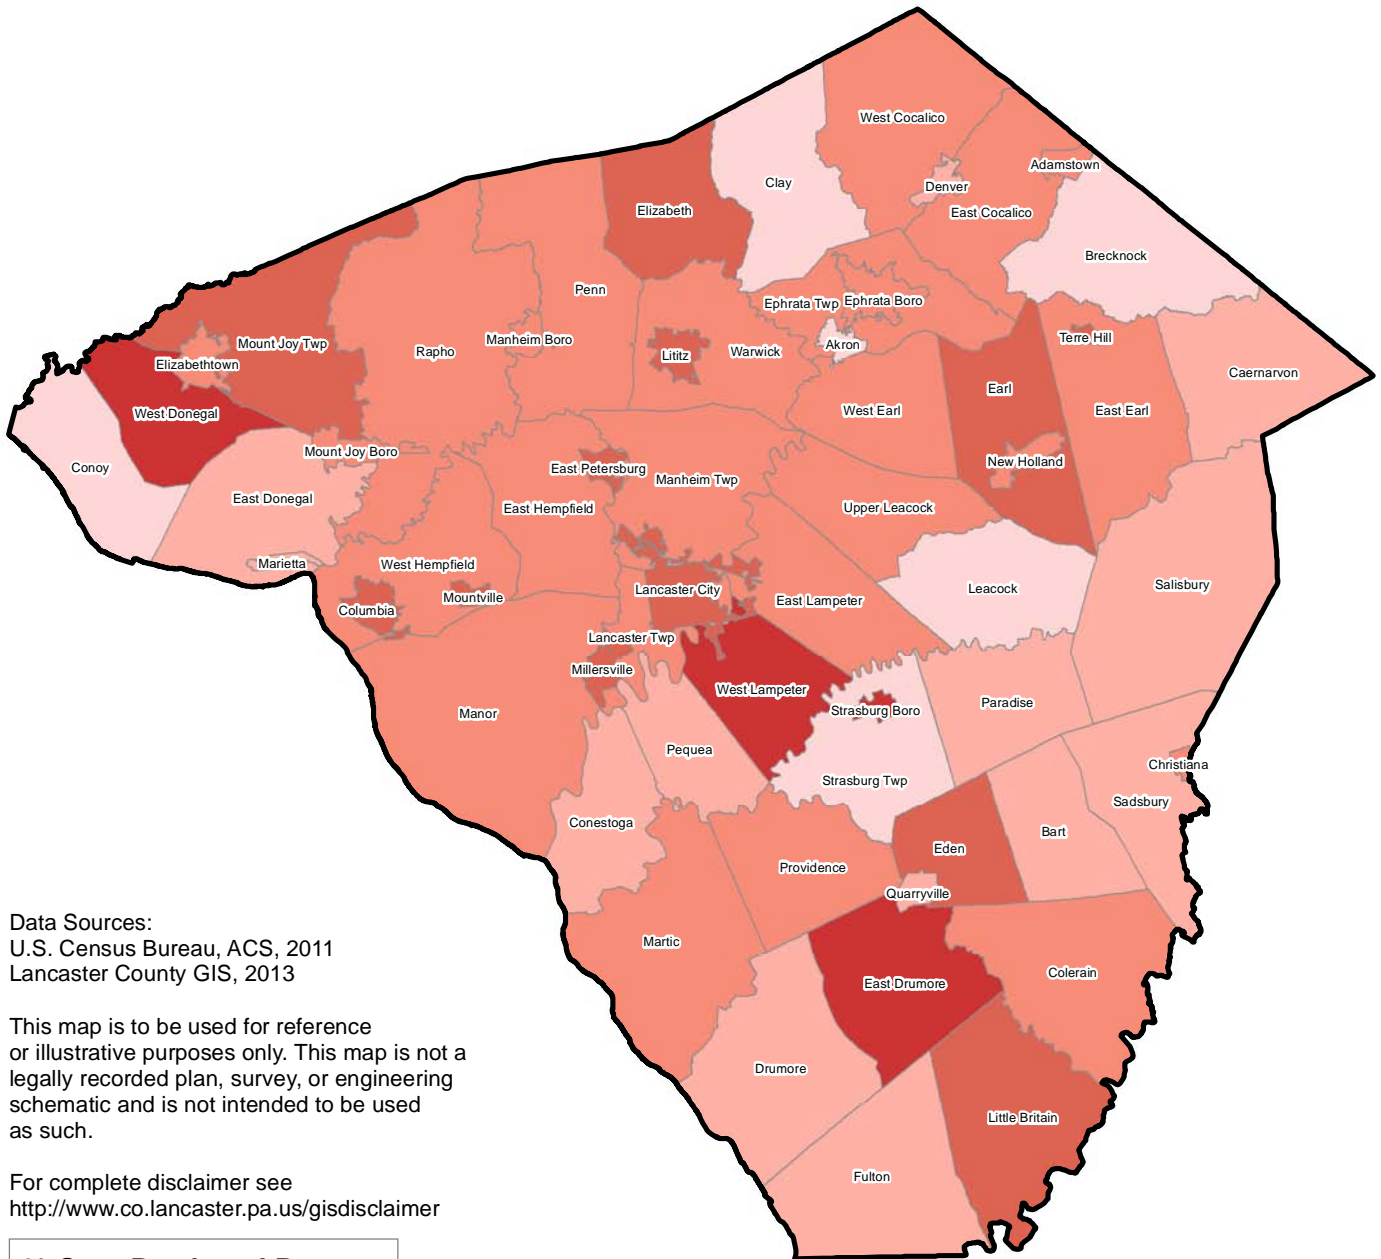 West Cocalico
Adamstown
Clay
Denver
Elizabeth
East Cocalico
Brecknock
Penn
Ephrata Twp
Ephrata Boro
Terre Hill
Mount Joy Twp
Manheim Boro
Akron
Rapho
Lititz
Warwick
Elizabethtown
Caernarvon
Earl
West Donegal
West Earl
East Earl
Mount Joy Boro
New Holland
Conoy
East Petersburg
Manheim Twp
East Donegal
East Hempfield
Upper Leacock
Marietta
West Hempfield
Salisbury
Lancaster City
Leacock
Mountville
East Lampeter
Columbia
Lancaster Twp
Millersville
West Lampeter
Paradise
Manor
Strasburg Boro
Pequea
Christiana
Strasburg Twp
Sadsbury
Conestoga
Bart
Eden
Providence
Quarryville
Martic
Colerain
East Drumore
Drumore
Little Britain
Fulton
Data Sources:
U.S. Census Bureau, ACS, 2011
Lancaster County GIS, 2013
This map is to be used for reference
or illustrative purposes only. This map is not a
legally recorded plan, survey, or engineering
schematic and is not intended to be used
as such.
For complete disclaimer see
http://www.co.lancaster.pa.us/gisdisclaimer